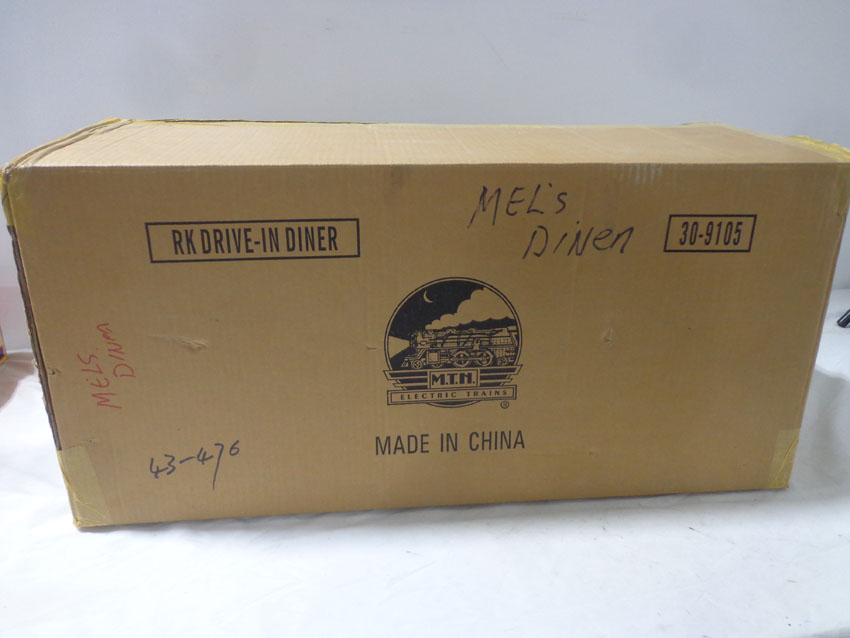 MEL's
Diner
RK DRIVE-IN DINER
30-9105
MELS
Diner
M.T.H.
ELECTRIC TRAINS
®
MADE IN CHINA
43-476